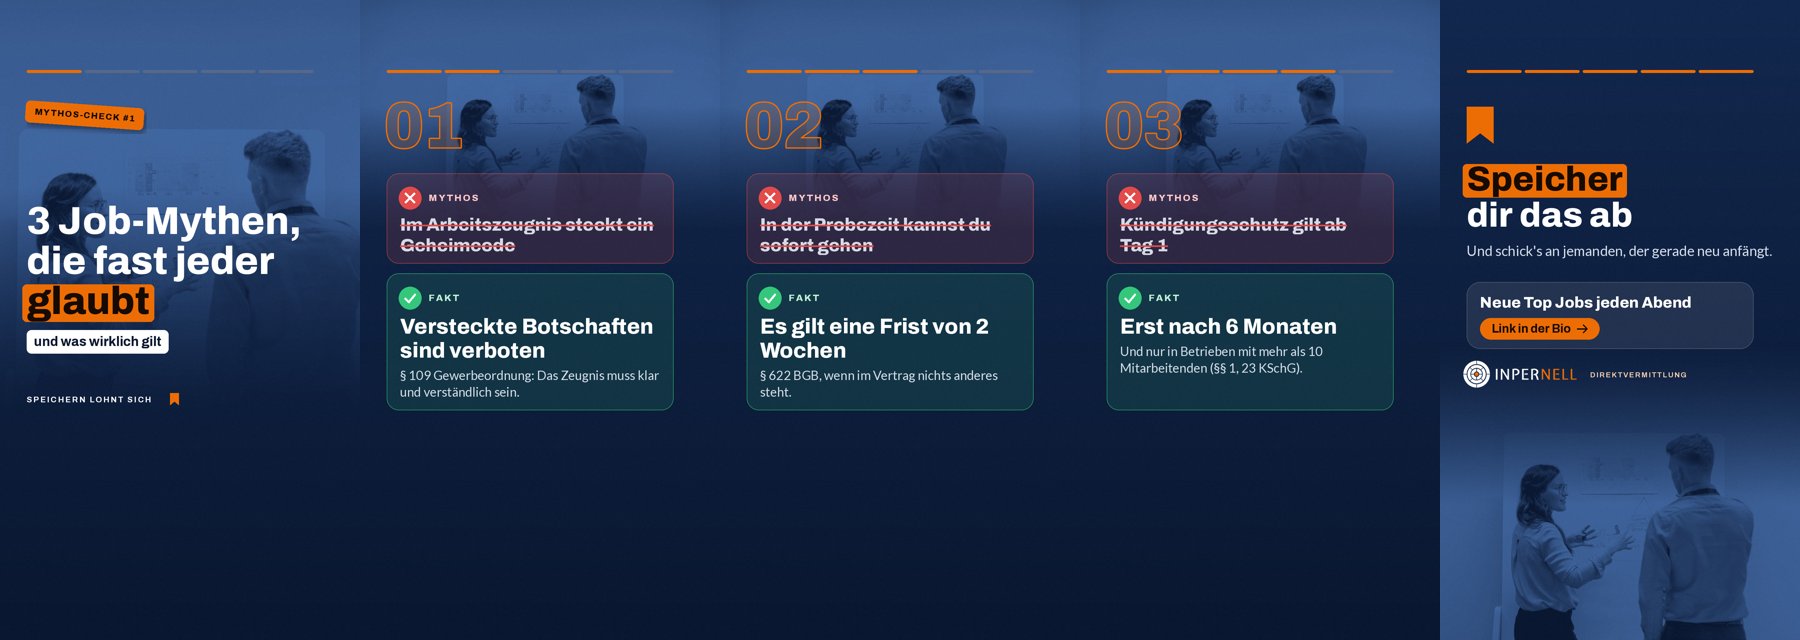 MYTHOS-CHECK #1
3 Job-Mythen,
die fast jeder
glaubt
und was wirklich gilt
SPEICHERN LOHNT SICH
01
MYTHOS
Im Arbeitszeugnis steckt ein
Geheimcode
FAKT
Versteckte Botschaften
sind verboten
§ 109 Gewerbeordnung: Das Zeugnis muss klar
und verständlich sein.
02
MYTHOS
In der Probezeit kannst du
sofort gehen
FAKT
Es gilt eine Frist von 2
Wochen
§ 622 BGB, wenn im Vertrag nichts anderes
steht.
03
MYTHOS
Kündigungsschutz gilt ab
Tag 1
FAKT
Erst nach 6 Monaten
Und nur in Betrieben mit mehr als 10
Mitarbeitenden (§§ 1, 23 KSchG).
Speicher
dir das ab
Und schick's an jemanden, der gerade neu anfängt.
Neue Top Jobs jeden Abend
Link in der Bio →
INPERNELL DIREKTVERMITTLUNG